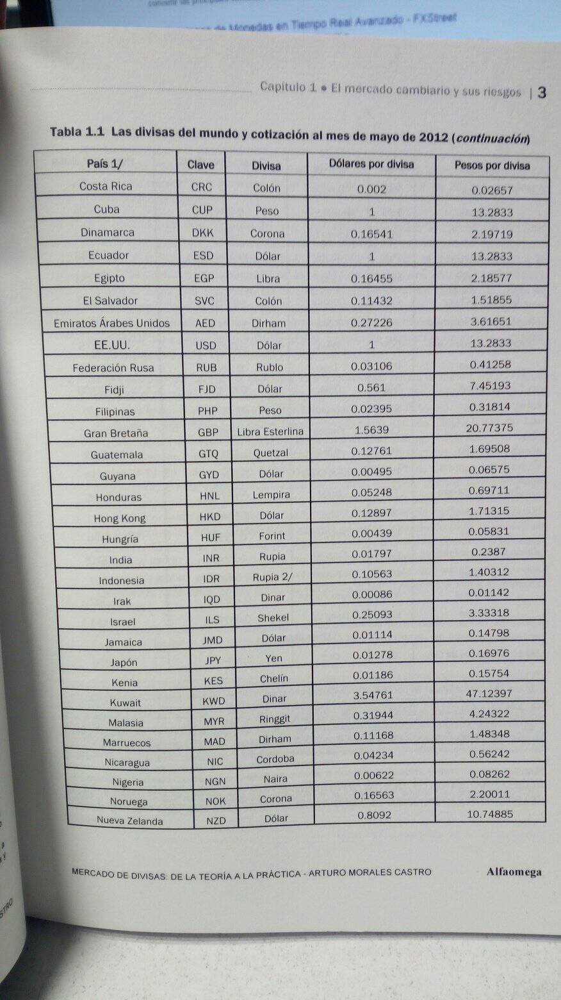 de Monedas en Tiempo Real Avanzado - FXStreet
Capítulo 1 ● El mercado cambiario y sus riesgos | 3
Tabla 1.1 Las divisas del mundo y cotización al mes de mayo de 2012 (continuación)
País 1/ Clave Divisa Dólares por divisa Pesos por divisa
Costa Rica CRC Colón 0.002 0.02657
Cuba CUP Peso 1 13.2833
Dinamarca DKK Corona 0.16541 2.19719
Ecuador ESD Dólar 1 13.2833
Egipto EGP Libra 0.16455 2.18577
El Salvador SVC Colón 0.11432 1.51855
Emiratos Árabes Unidos AED Dirham 0.27226 3.61651
EE.UU. USD Dólar 1 13.2833
Federación Rusa RUB Rublo 0.03106 0.41258
Fidji FJD Dólar 0.561 7.45193
Filipinas PHP Peso 0.02395 0.31814
Gran Bretaña GBP Libra Esterlina 1.5639 20.77375
Guatemala GTQ Quetzal 0.12761 1.69508
Guyana GYD Dólar 0.00495 0.06575
Honduras HNL Lempira 0.05248 0.69711
Hong Kong HKD Dólar 0.12897 1.71315
Hungría HUF Forint 0.00439 0.05831
India INR Rupia 0.01797 0.2387
Indonesia IDR Rupia 2/ 0.10563 1.40312
Irak IQD Dinar 0.00086 0.01142
Israel ILS Shekel 0.25093 3.33318
Jamaica JMD Dólar 0.01114 0.14798
Japón JPY Yen 0.01278 0.16976
Kenia KES Chelín 0.01186 0.15754
Kuwait KWD Dinar 3.54761 47.12397
Malasia MYR Ringgit 0.31944 4.24322
Marruecos MAD Dirham 0.11168 1.48348
Nicaragua NIC Cordoba 0.04234 0.56242
Nigeria NGN Naira 0.00622 0.08262
Noruega NOK Corona 0.16563 2.20011
Nueva Zelanda NZD Dólar 0.8092 10.74885
MERCADO DE DIVISAS: DE LA TEORÍA A LA PRÁCTICA - ARTURO MORALES CASTRO Alfaomega